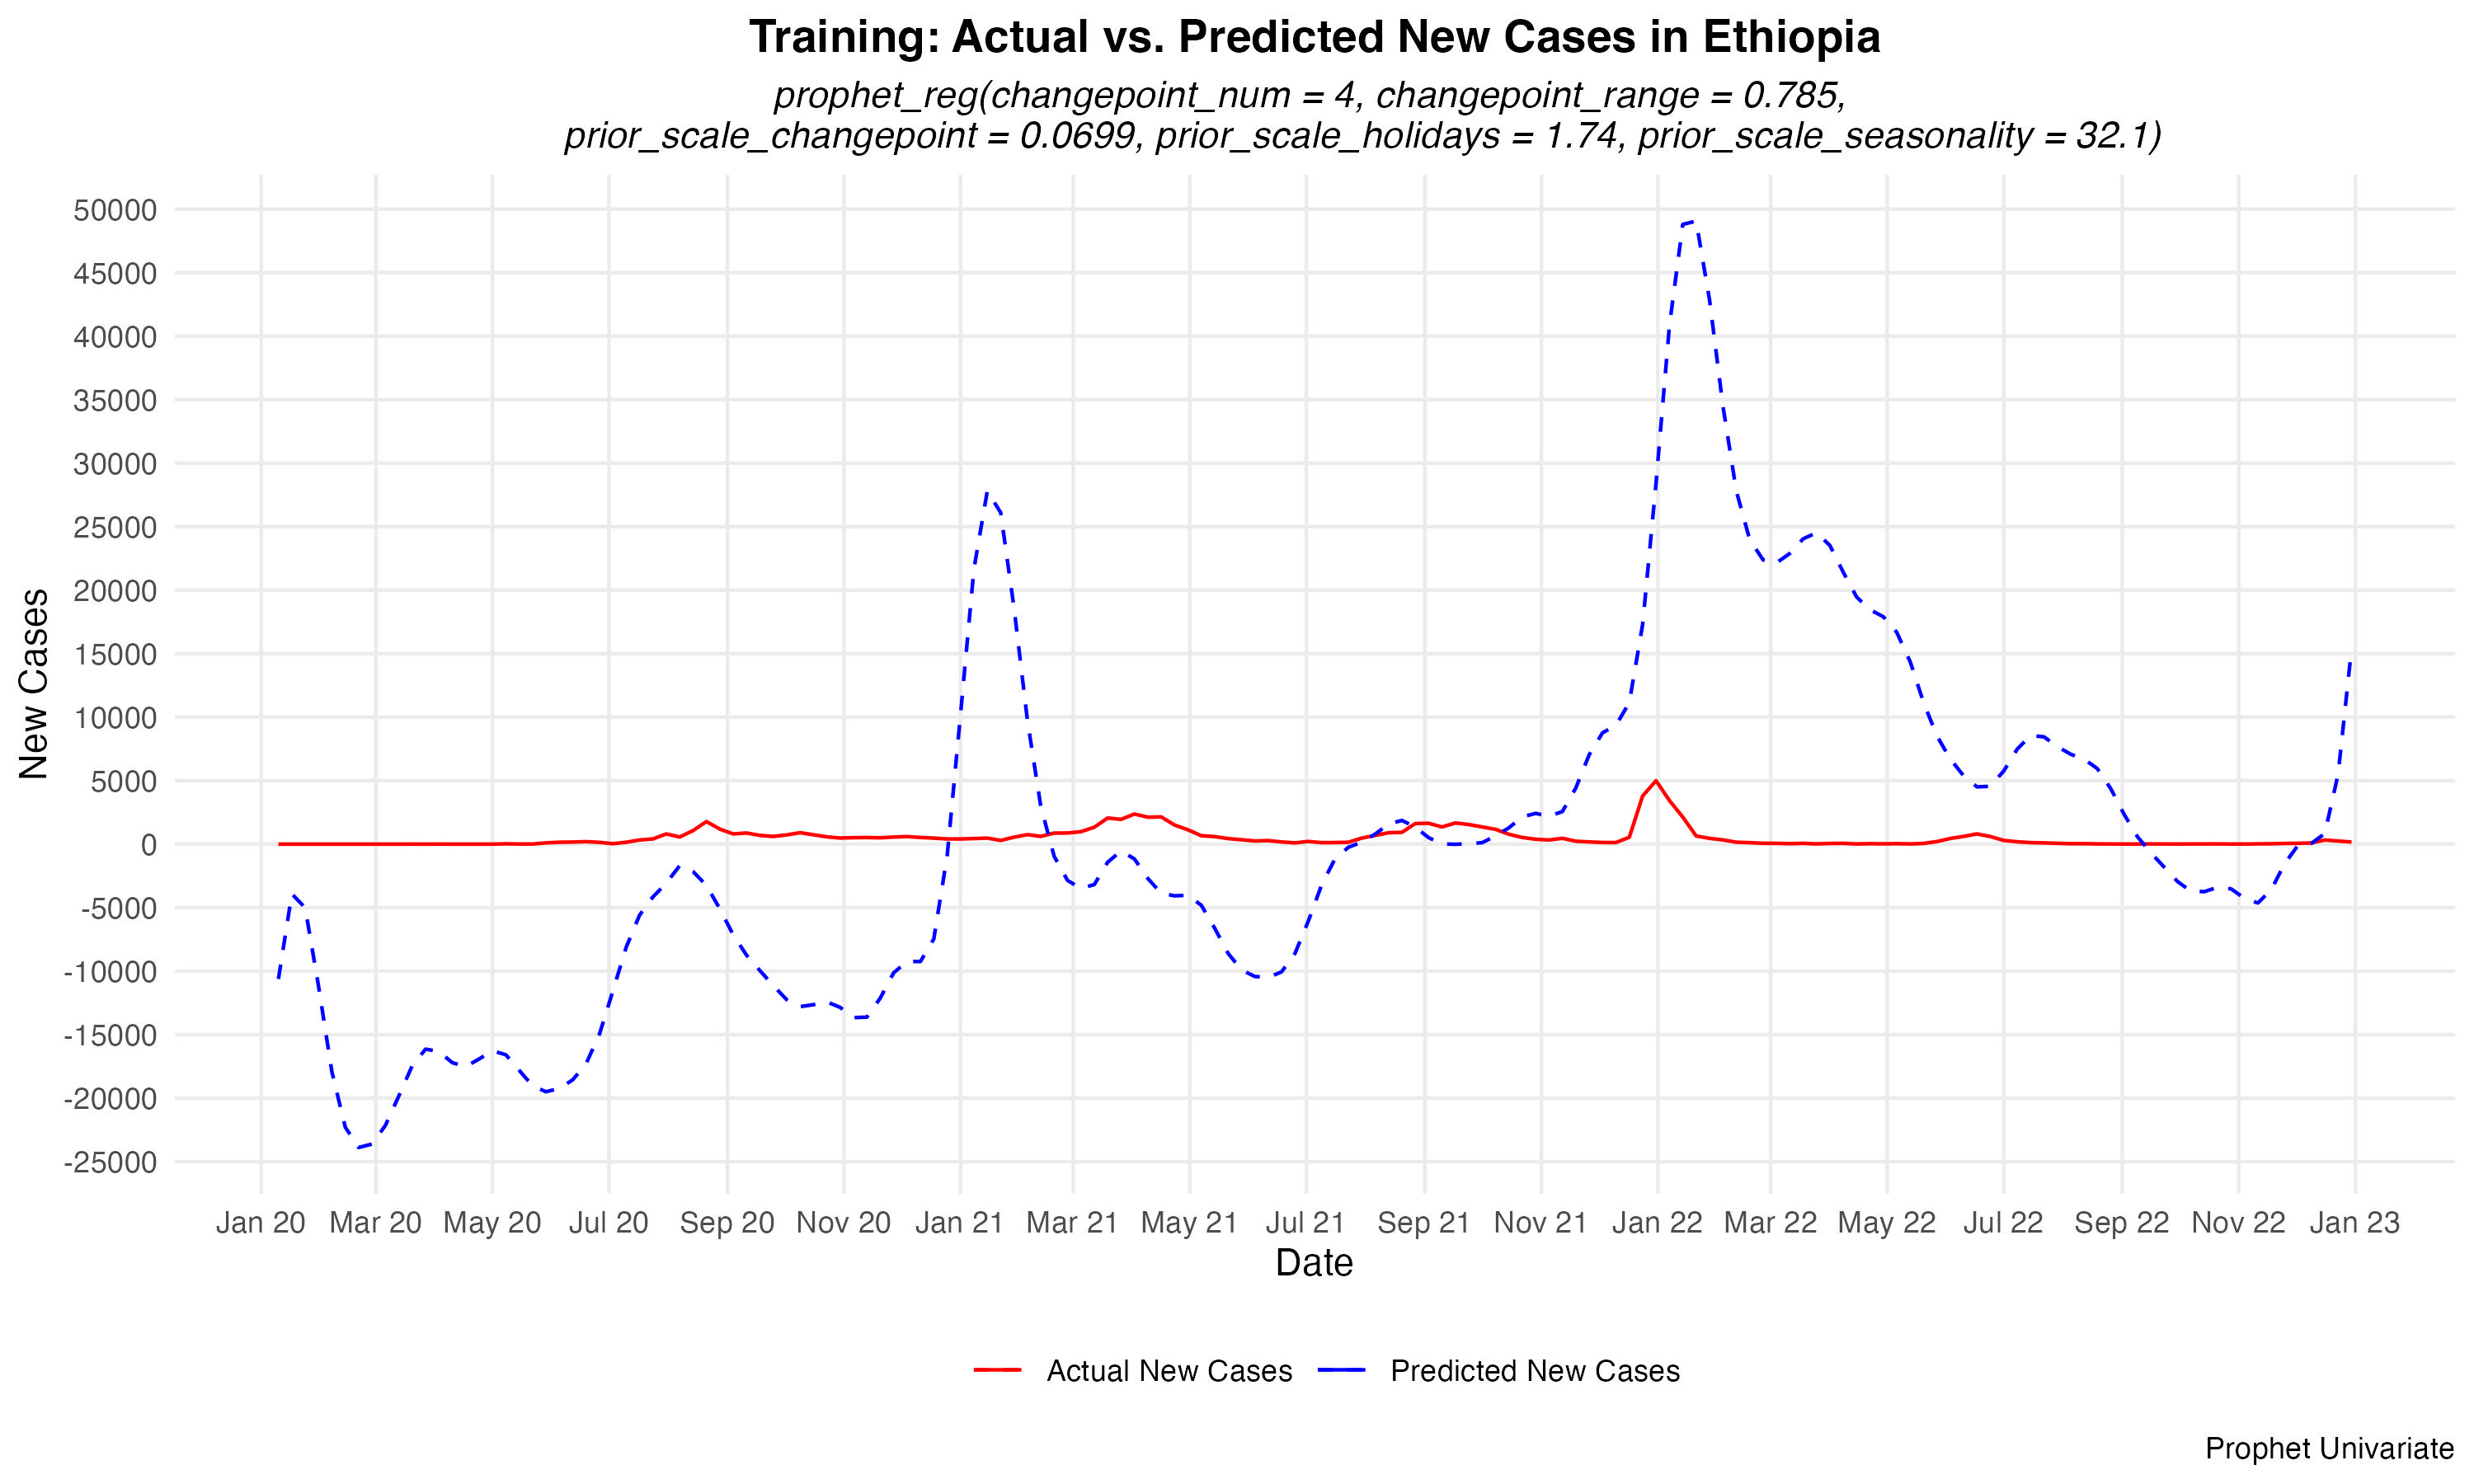 Training: Actual vs. Predicted New Cases in Ethiopia
prophet_reg(changepoint_num = 4, changepoint_range = 0.785,
prior_scale_changepoint = 0.0699, prior_scale_holidays = 1.74, prior_scale_seasonality = 32.1)
New Cases
50000
45000
40000
35000
30000
25000
20000
15000
10000
5000
0
-5000
-10000
-15000
-20000
-25000
Jan 20 Mar 20 May 20 Jul 20 Sep 20 Nov 20 Jan 21 Mar 21 May 21 Jul 21 Sep 21 Nov 21 Jan 22 Mar 22 May 22 Jul 22 Sep 22 Nov 22 Jan 23
Date
Actual New Cases Predicted New Cases
Prophet Univariate